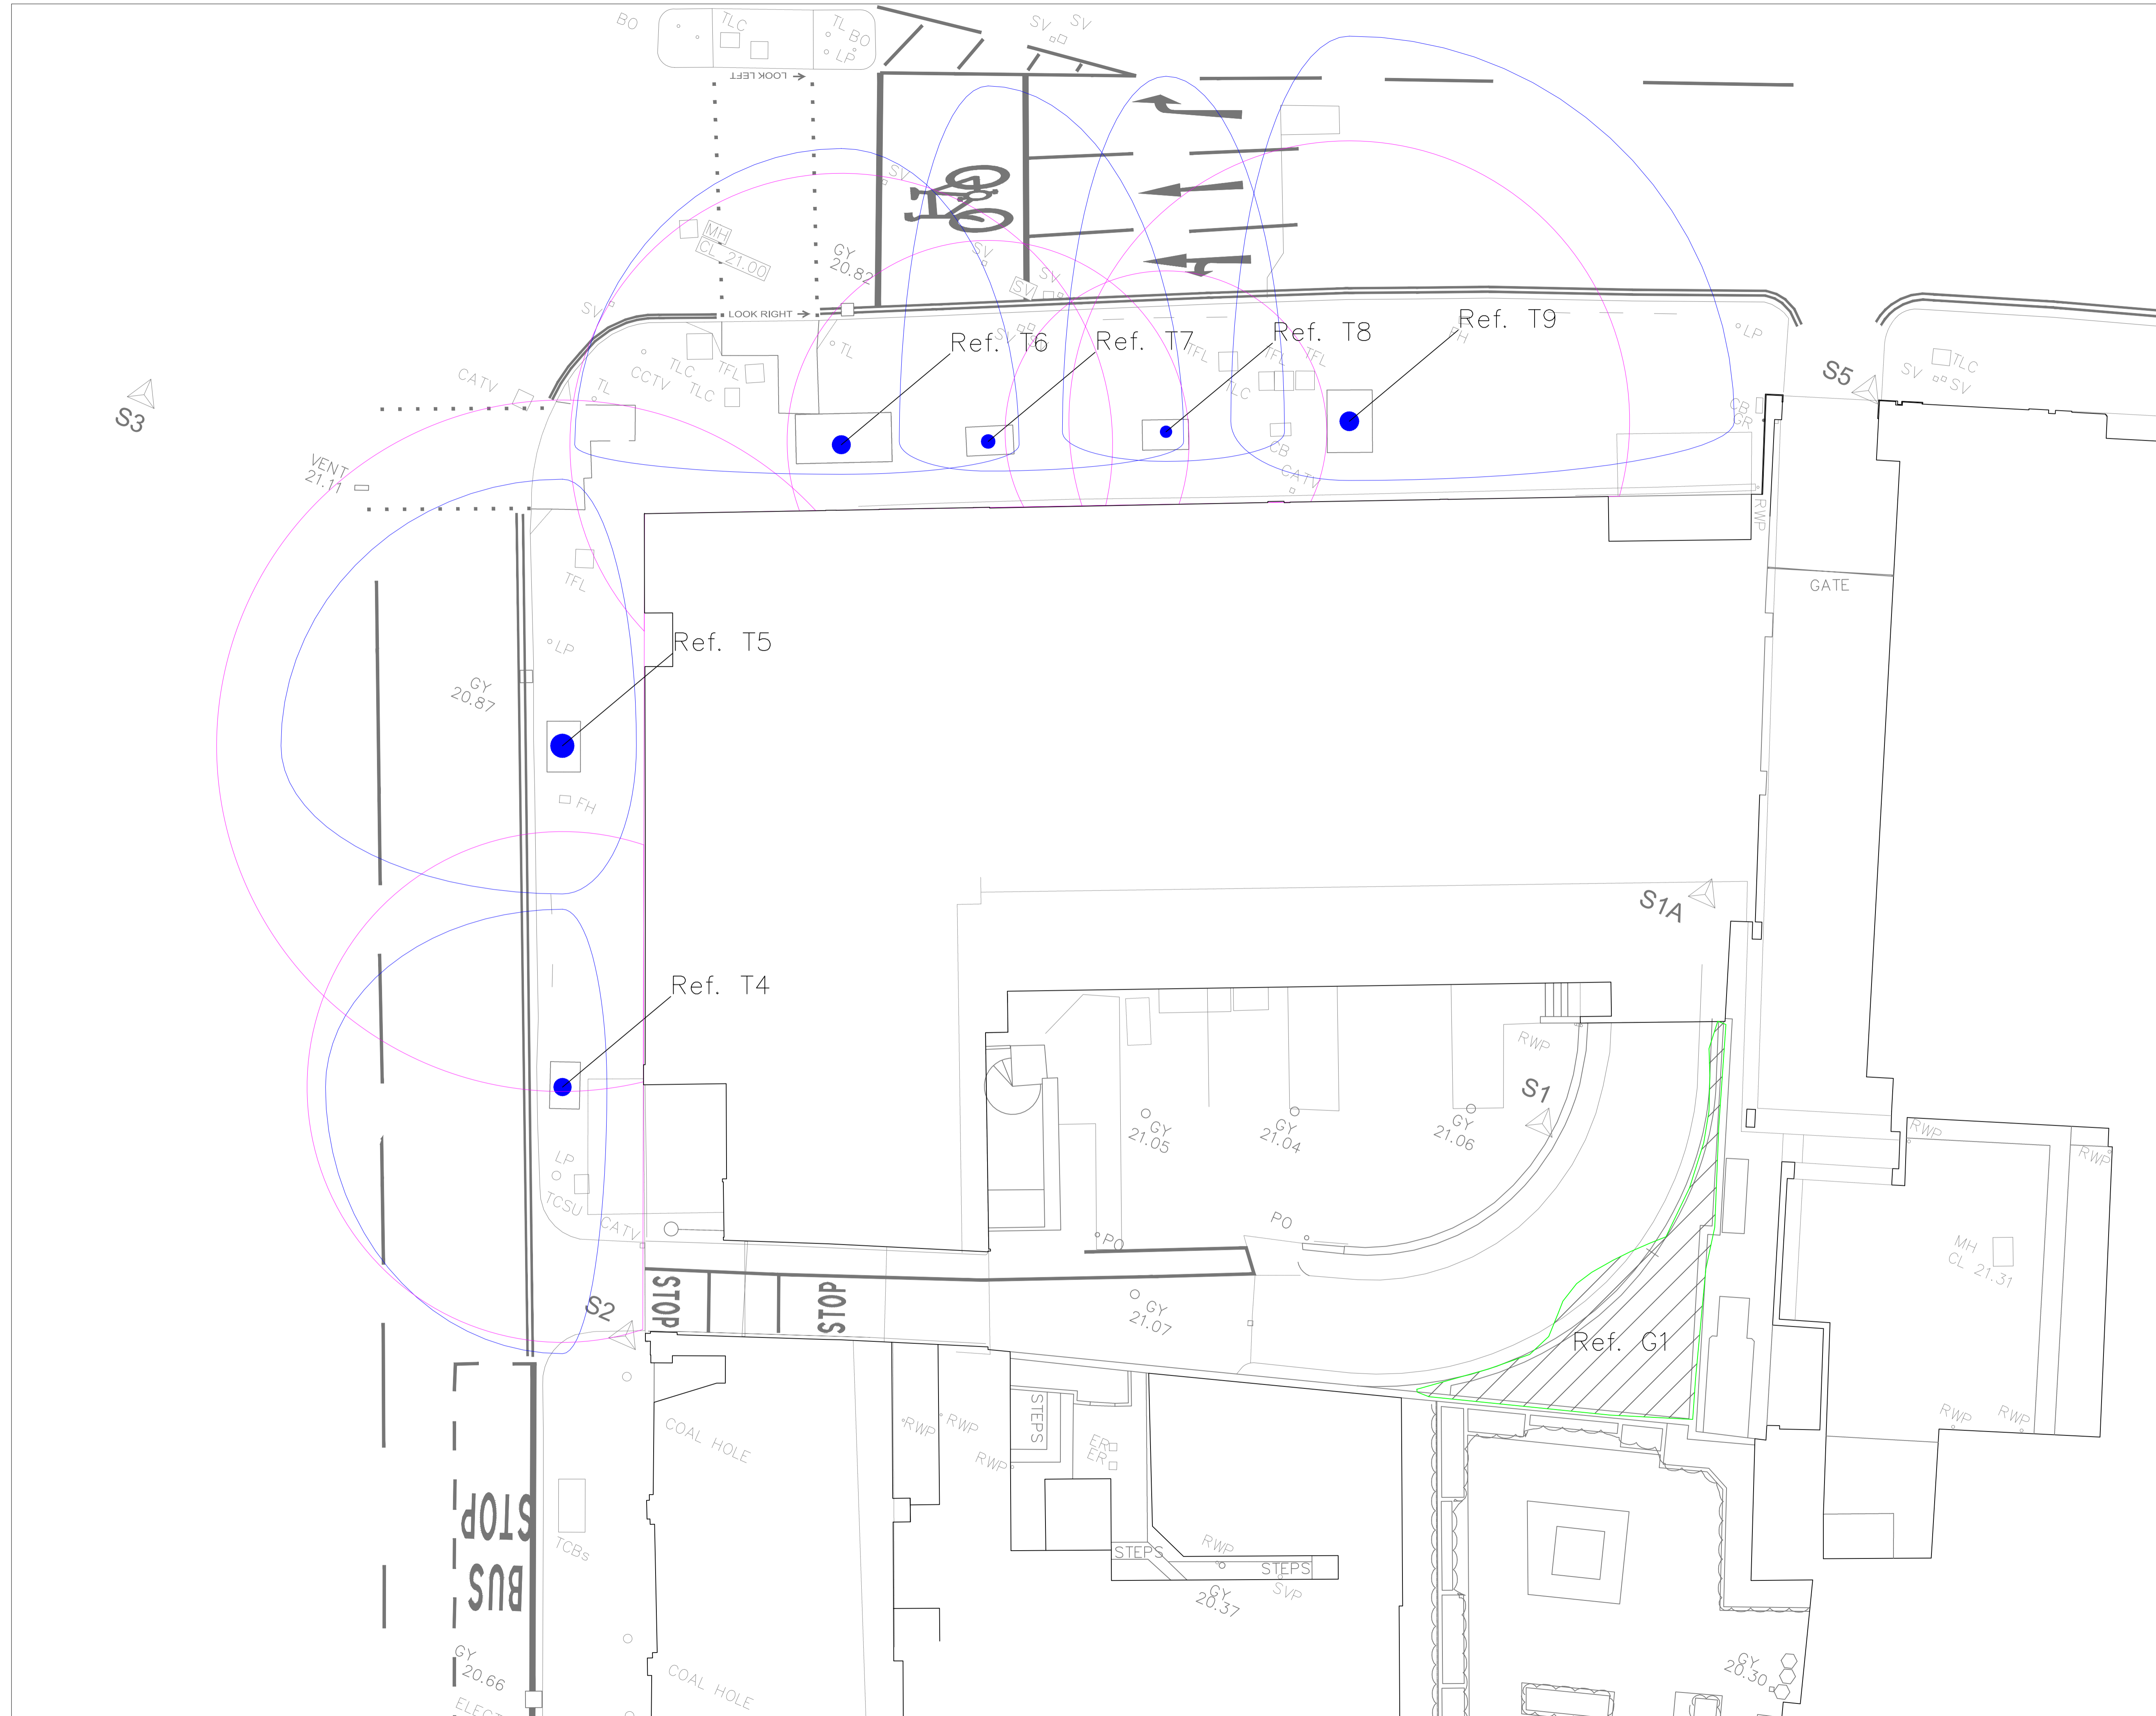 BO
TLC
TL
BO
LP
SV
SV
LOOK LEFT
SV
MH
CL 21.00
GY
20.82
SV
SV
SV
SV
LOOK RIGHT
SV
TL
TLC
CCTV
TLC
TFL
TL
CATV
S3
VENT
21.11
Ref. T6
Ref. T7
Ref. T8
Ref. T9
TFL
TFL
TFL
TLC
CB
CATV
LP
S5
SV
TLC
SV
CB
GR
RWP
GATE
TFL
LP
Ref. T5
GY
20.87
FH
S1A
Ref. T4
RWP
S1
GY
21.05
GY
21.04
GY
21.06
LP
TCSU
CATV
PO
PO
RWP
RWP
MH
CL 21.31
S2
STOP
STOP
GY
21.07
Ref. G1
COAL HOLE
RWP
RWP
RWP
STEPS
ER
ER
RWP
RWP
STOP
BUS
TCBs
STEPS
RWP
STEPS
SVP
GY
20.37
GY
20.66
COAL HOLE
GY
20.30